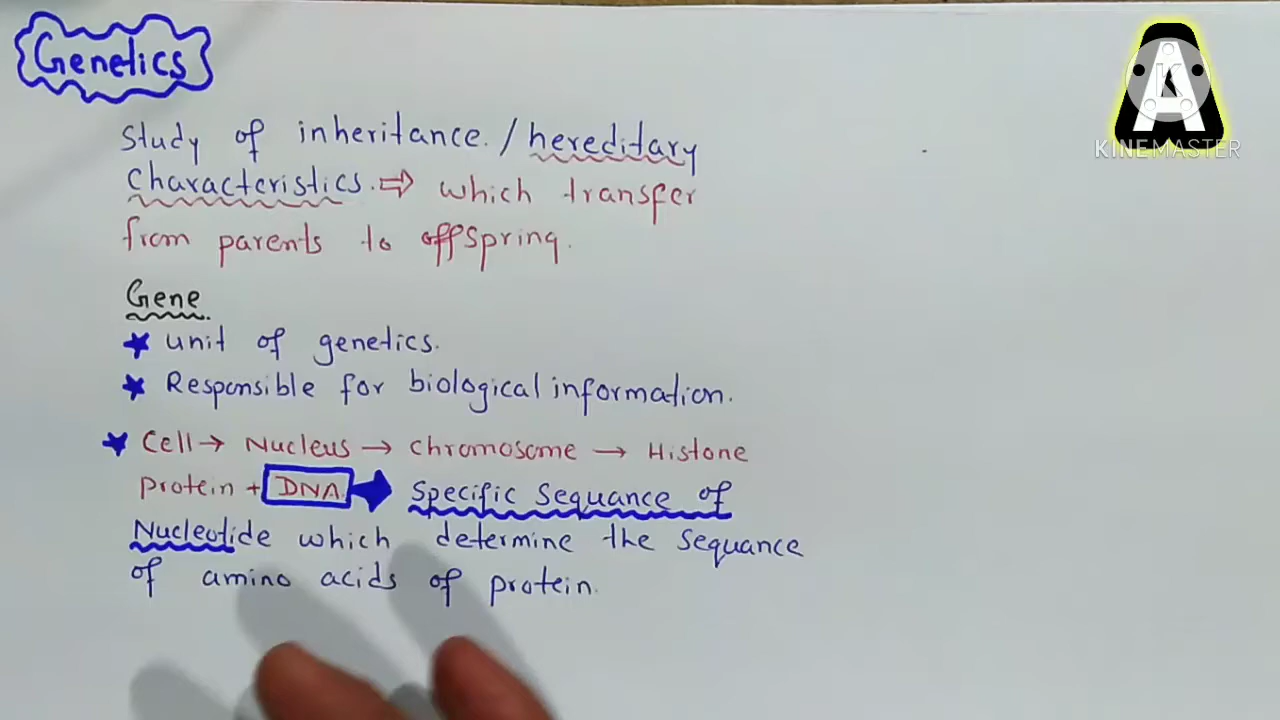 Genetics
Study of inheritance. / hereditary
Characteristics. ⇒ which transfer
from parents to offspring.
Gene
★ unit of genetics.
★ Responsible for biological information.
★ Cell → Nucleus → chromosome → Histone
protein + DNA → Specific Sequance of
Nucleotide which determine the sequance
of amino acids of protein.
A
K
KINEMASTER